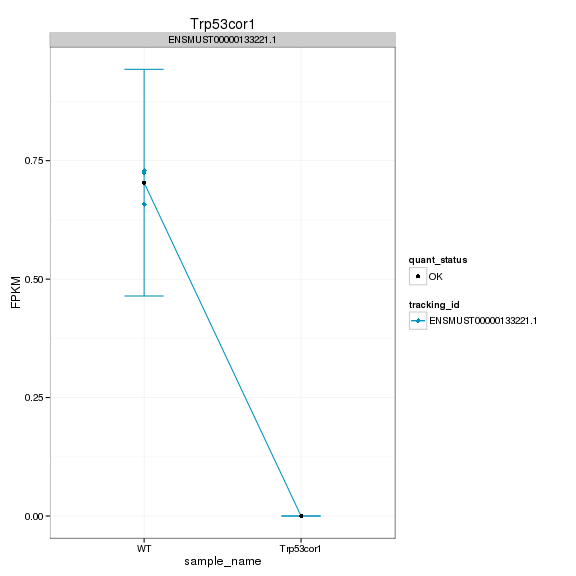 Trp53cor1
ENSMUST00000133221.1
0.75
0.50
0.25
0.00
FPKM
WT
Trp53cor1
sample_name
quant_status
OK
tracking_id
ENSMUST00000133221.1